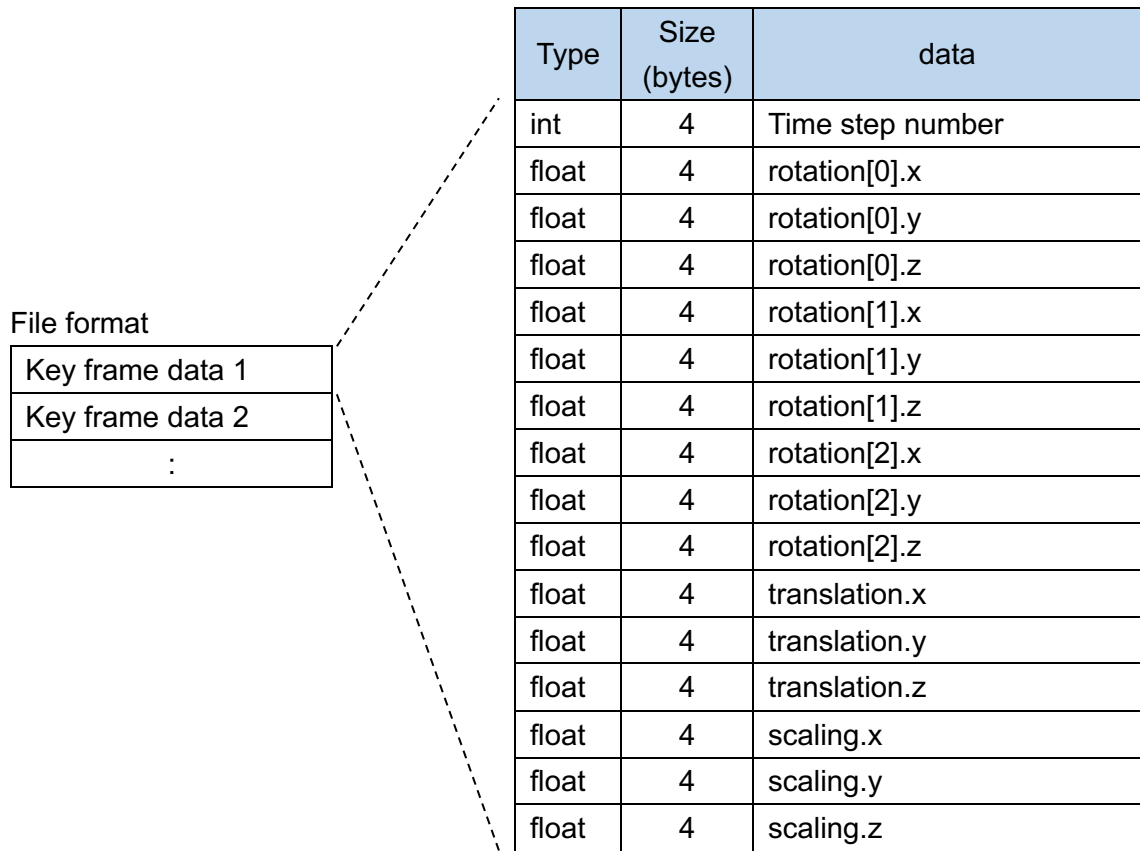 File format
Key frame data 1
Key frame data 2
:
Type Size (bytes) data
int 4 Time step number
float 4 rotation[0].x
float 4 rotation[0].y
float 4 rotation[0].z
float 4 rotation[1].x
float 4 rotation[1].y
float 4 rotation[1].z
float 4 rotation[2].x
float 4 rotation[2].y
float 4 rotation[2].z
float 4 translation.x
float 4 translation.y
float 4 translation.z
float 4 scaling.x
float 4 scaling.y
float 4 scaling.z